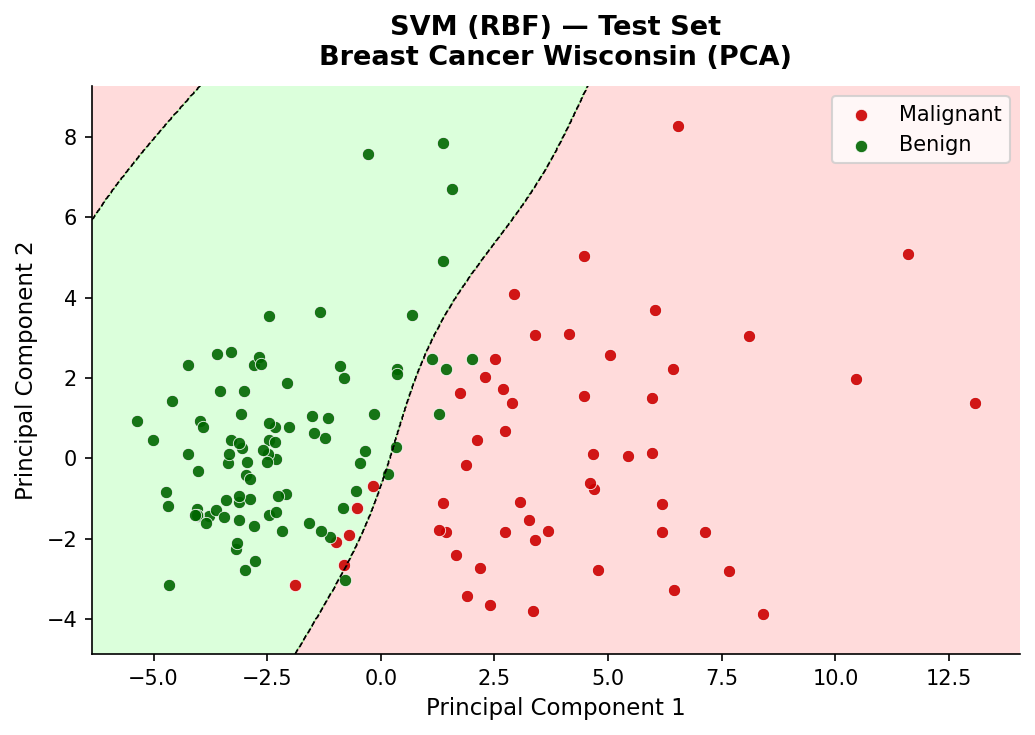 SVM (RBF) — Test Set
Breast Cancer Wisconsin (PCA)
Malignant
Benign
Principal Component 2
8
6
4
2
0
−2
−4
−5.0 −2.5 0.0 2.5 5.0 7.5 10.0 12.5
Principal Component 1